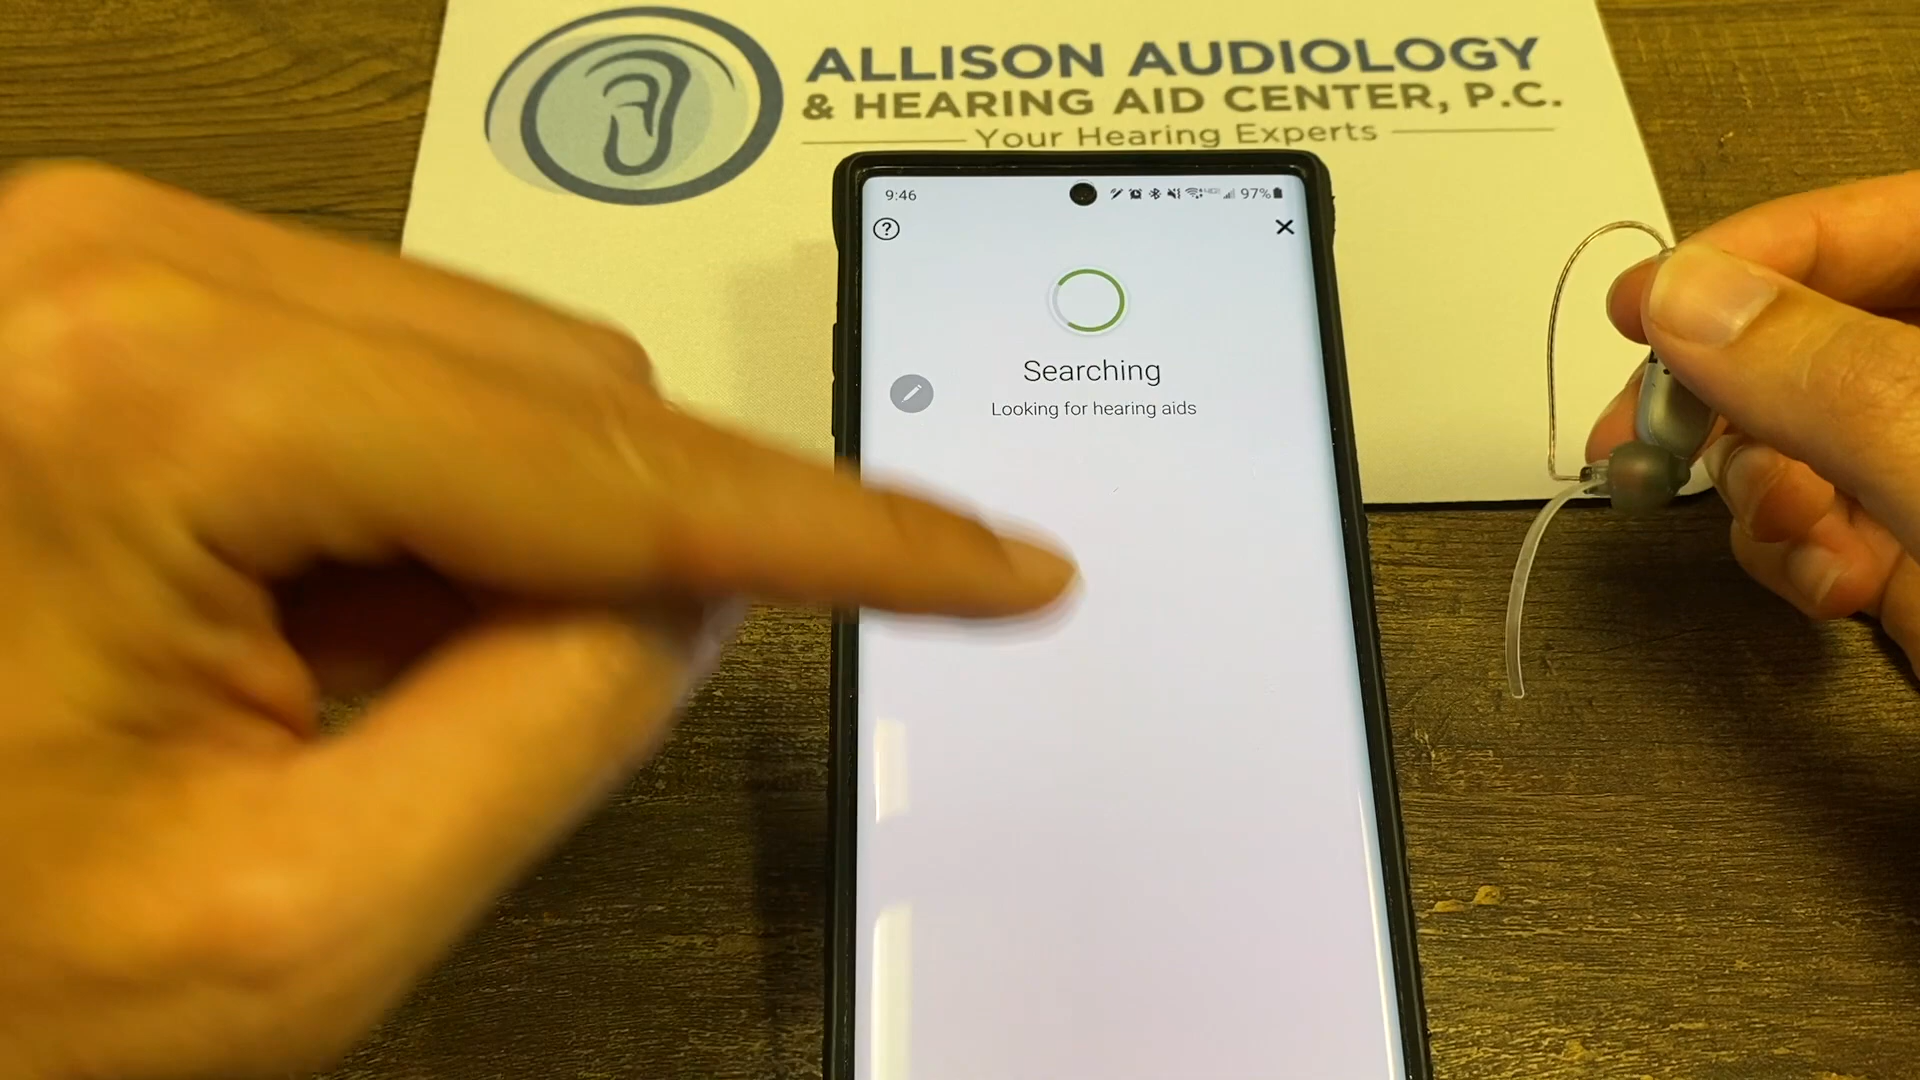 ALLISON AUDIOLOGY
& HEARING AID CENTER, P.C.
Your Hearing Experts
9:46
97%
?
Searching
Looking for hearing aids